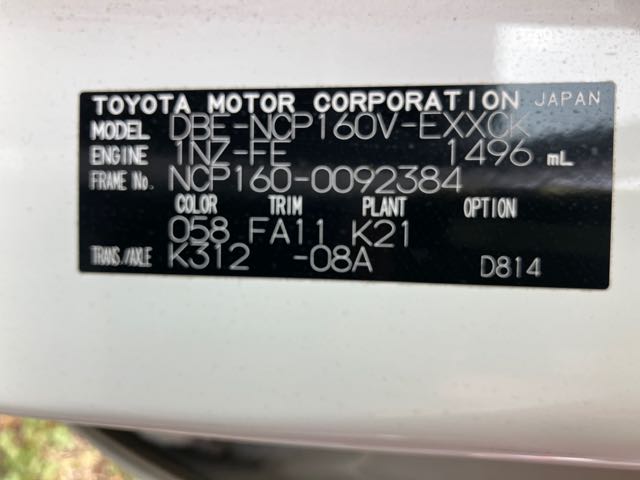 TOYOTA MOTOR CORPORATION JAPAN
MODEL DBE-NCP160V-EXXCK
ENGINE 1NZ-FE 1496 mL
FRAME No. NCP160-0092384
COLOR TRIM PLANT OPTION
058 FA11 K21
TRANS./AXLE K312 -08A D814